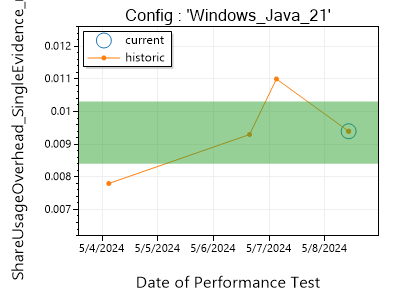 Config : 'Windows_Java_21'
current
historic
0.012
0.011
0.01
0.009
0.008
0.007
ShareUsageOverhead_SingleEvidence_
5/4/2024
5/5/2024
5/6/2024
5/7/2024
5/8/2024
Date of Performance Test